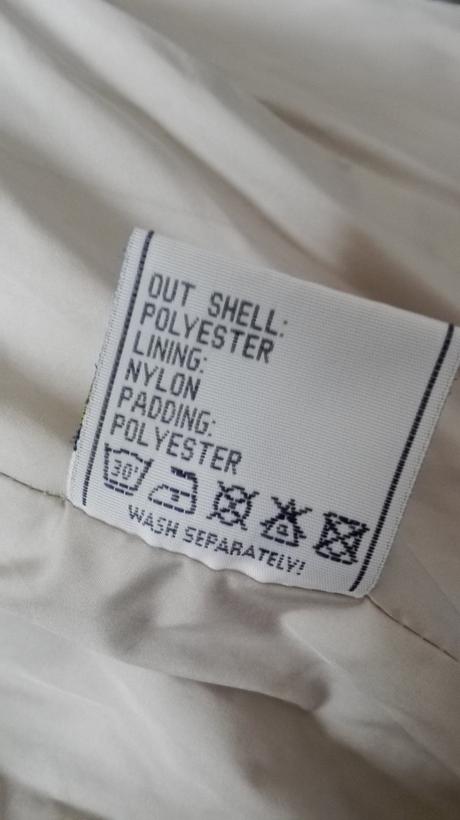 OUT SHELL:
POLYESTER
LINING:
NYLON
PADDING:
POLYESTER
30°
WASH SEPARATELY!